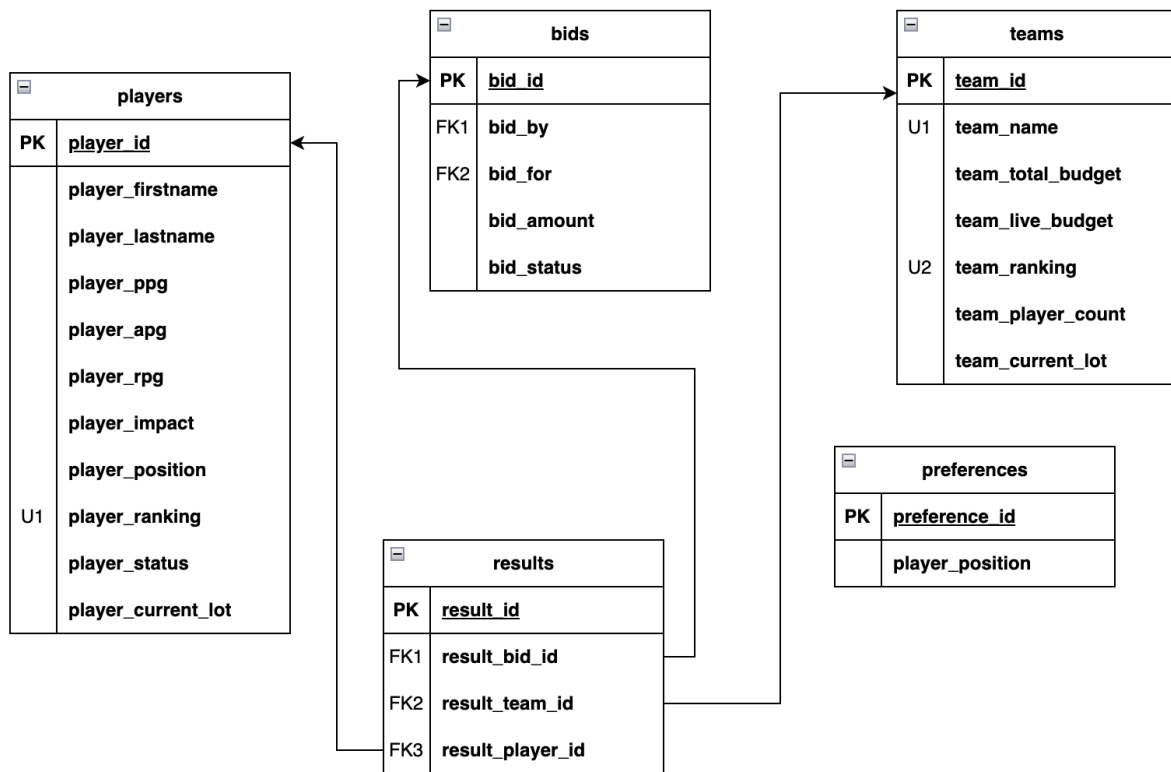 players
PK player_id
player_firstname
player_lastname
player_ppg
player_apg
player_rpg
player_impact
player_position
U1 player_ranking
player_status
player_current_lot
bids
PK bid_id
FK1 bid_by
FK2 bid_for
bid_amount
bid_status
teams
PK team_id
U1 team_name
team_total_budget
team_live_budget
U2 team_ranking
team_player_count
team_current_lot
preferences
PK preference_id
player_position
results
PK result_id
FK1 result_bid_id
FK2 result_team_id
FK3 result_player_id